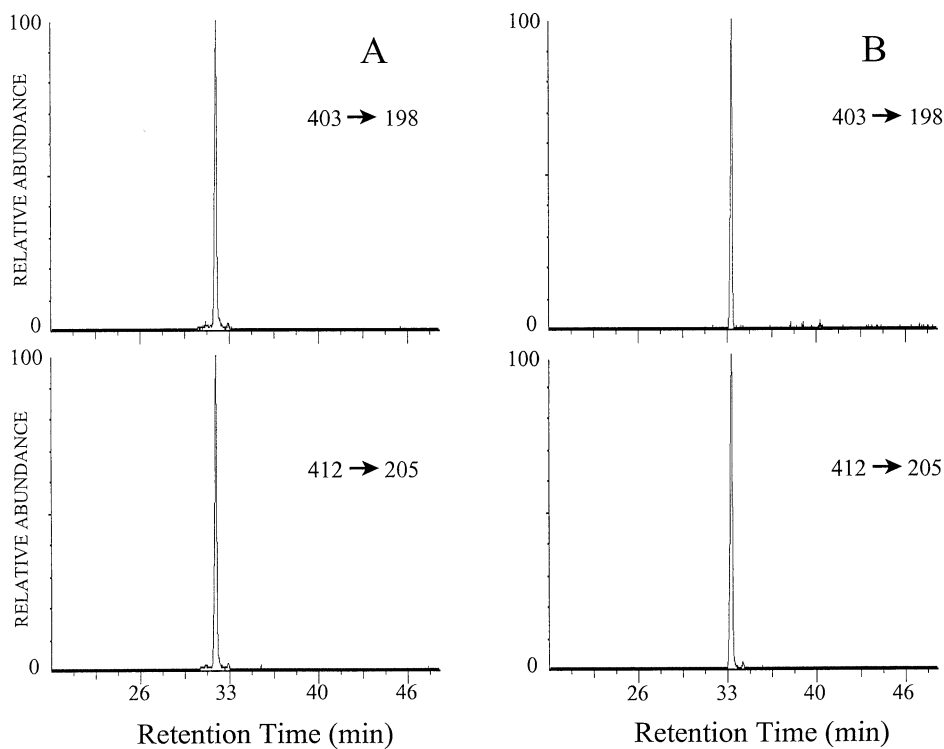 A
100
RELATIVE ABUNDANCE
403 → 198
0
100
RELATIVE ABUNDANCE
412 → 205
0
26 33 40 46
Retention Time (min)
B
100
403 → 198
0
100
412 → 205
0
26 33 40 46
Retention Time (min)